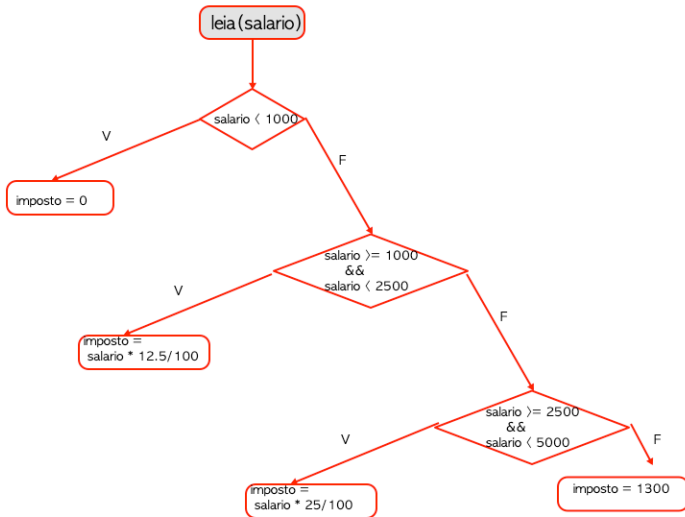 leia(salario)
salario < 1000
V
F
imposto = 0
salario >= 1000
&&
salario < 2500
V
F
imposto =
salario * 12.5/100
salario >= 2500
&&
salario < 5000
V
F
imposto =
salario * 25/100
imposto = 1300